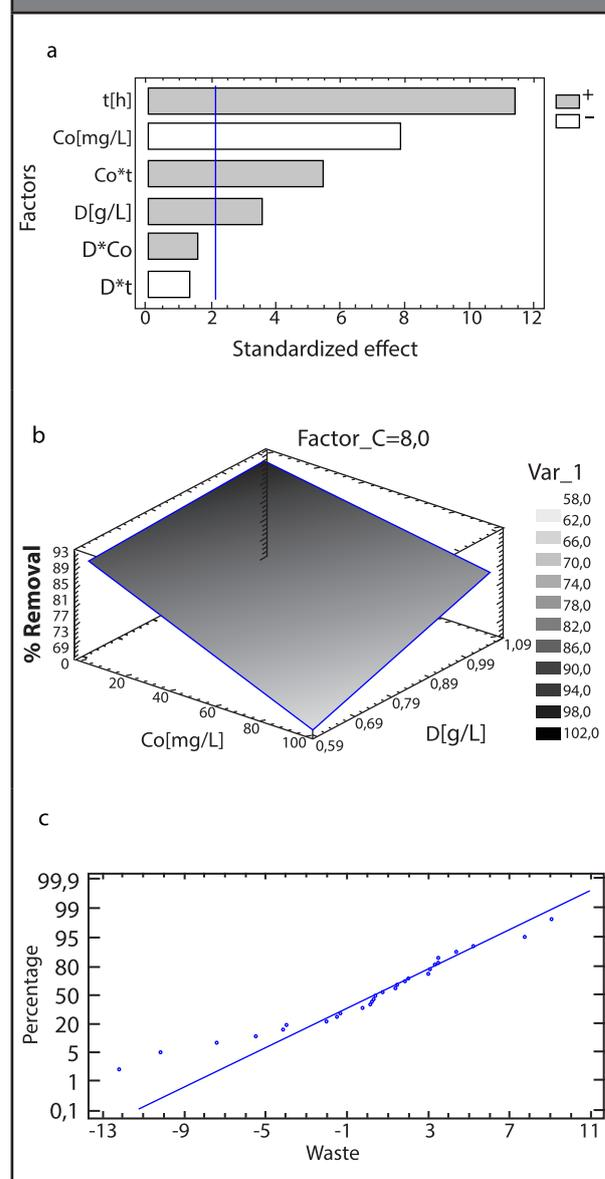 a
Factors
t[h]
Co[mg/L]
Co*t
D[g/L]
D*Co
D*t
+
−
0 2 4 6 8 10 12
Standardized effect
b
Factor_C=8,0
Var_1
58,0
62,0
66,0
70,0
74,0
78,0
82,0
86,0
90,0
94,0
98,0
102,0
% Removal
93
89
85
81
77
73
69
0
20 40 60 80 100
Co[mg/L]
0,59 0,69 0,79 0,89 0,99 1,09
D[g/L]
c
Percentage
99,9
99
95
80
50
20
5
1
0,1
-13 -9 -5 -1 3 7 11
Waste